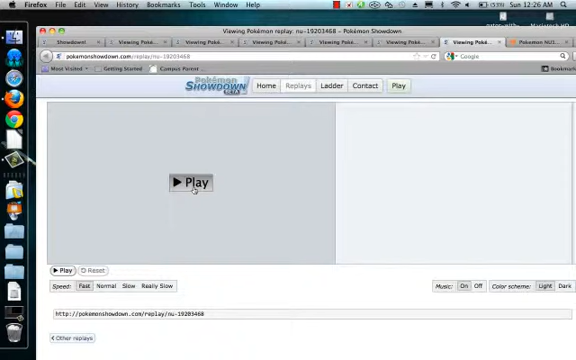 Firefox File Edit View History Bookmarks Tools Window Help
Sun 12:26 AM
Viewing Pokémon replay: nu-19203468 – Pokémon Showdown
Showdown!
Viewing Poké...
Viewing Poké...
Viewing Poké...
Viewing Poké...
Viewing Poké...
Viewing Poké...
pokemonshowdown.com/replay/nu-19203468
Google
Most Visited
Getting Started
Campus Parent ...
Bookmarks
Pokémon
SHOWDOWN
BETA
Home
Replays
Ladder
Contact
Play
Play
Play
Reset
Speed: Fast Normal Slow Really Slow
Music: On Off
Color scheme: Light Dark
http://pokemonshowdown.com/replay/nu-19203468
Other replays